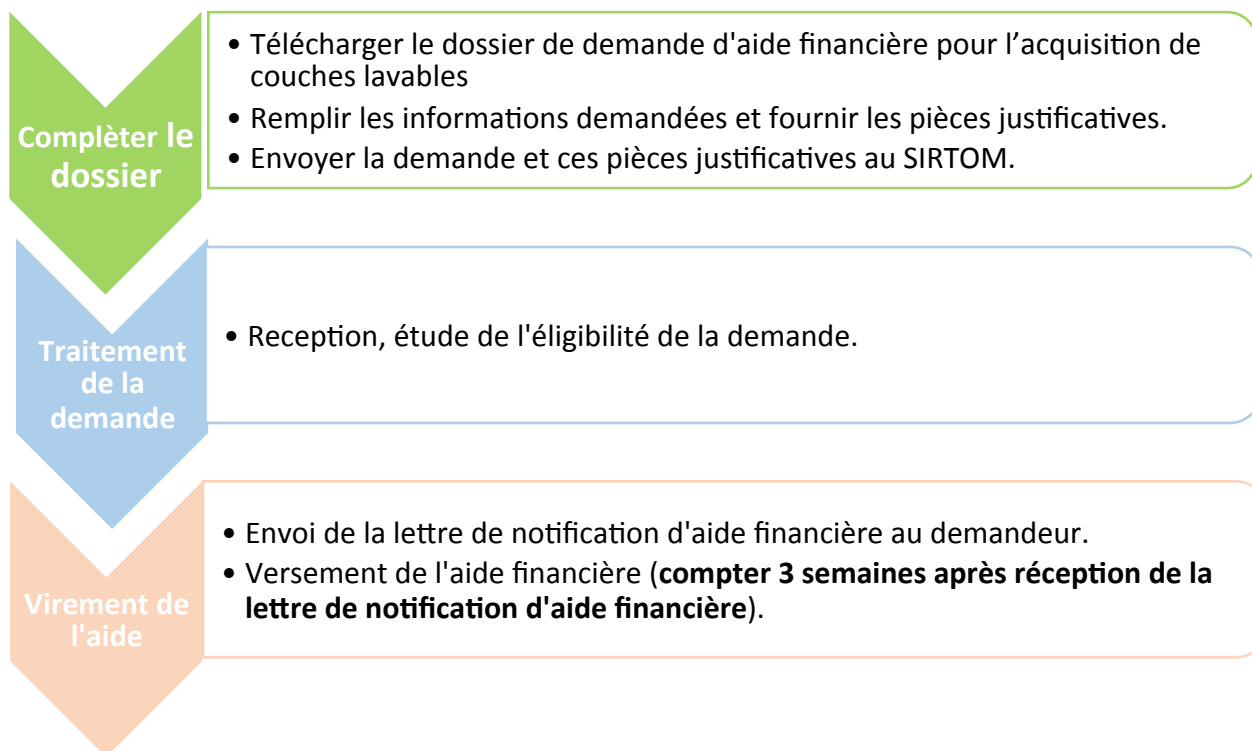 Complèter le
dossier
• Télécharger le dossier de demande d'aide financière pour l’acquisition de
couches lavables
• Remplir les informations demandées et fournir les pièces justificatives.
• Envoyer la demande et ces pièces justificatives au SIRTOM.
Traitement
de la
demande
• Reception, étude de l'éligibilité de la demande.
Virement de
l'aide
• Envoi de la lettre de notification d'aide financière au demandeur.
• Versement de l'aide financière (compter 3 semaines après réception de la
lettre de notification d'aide financière).